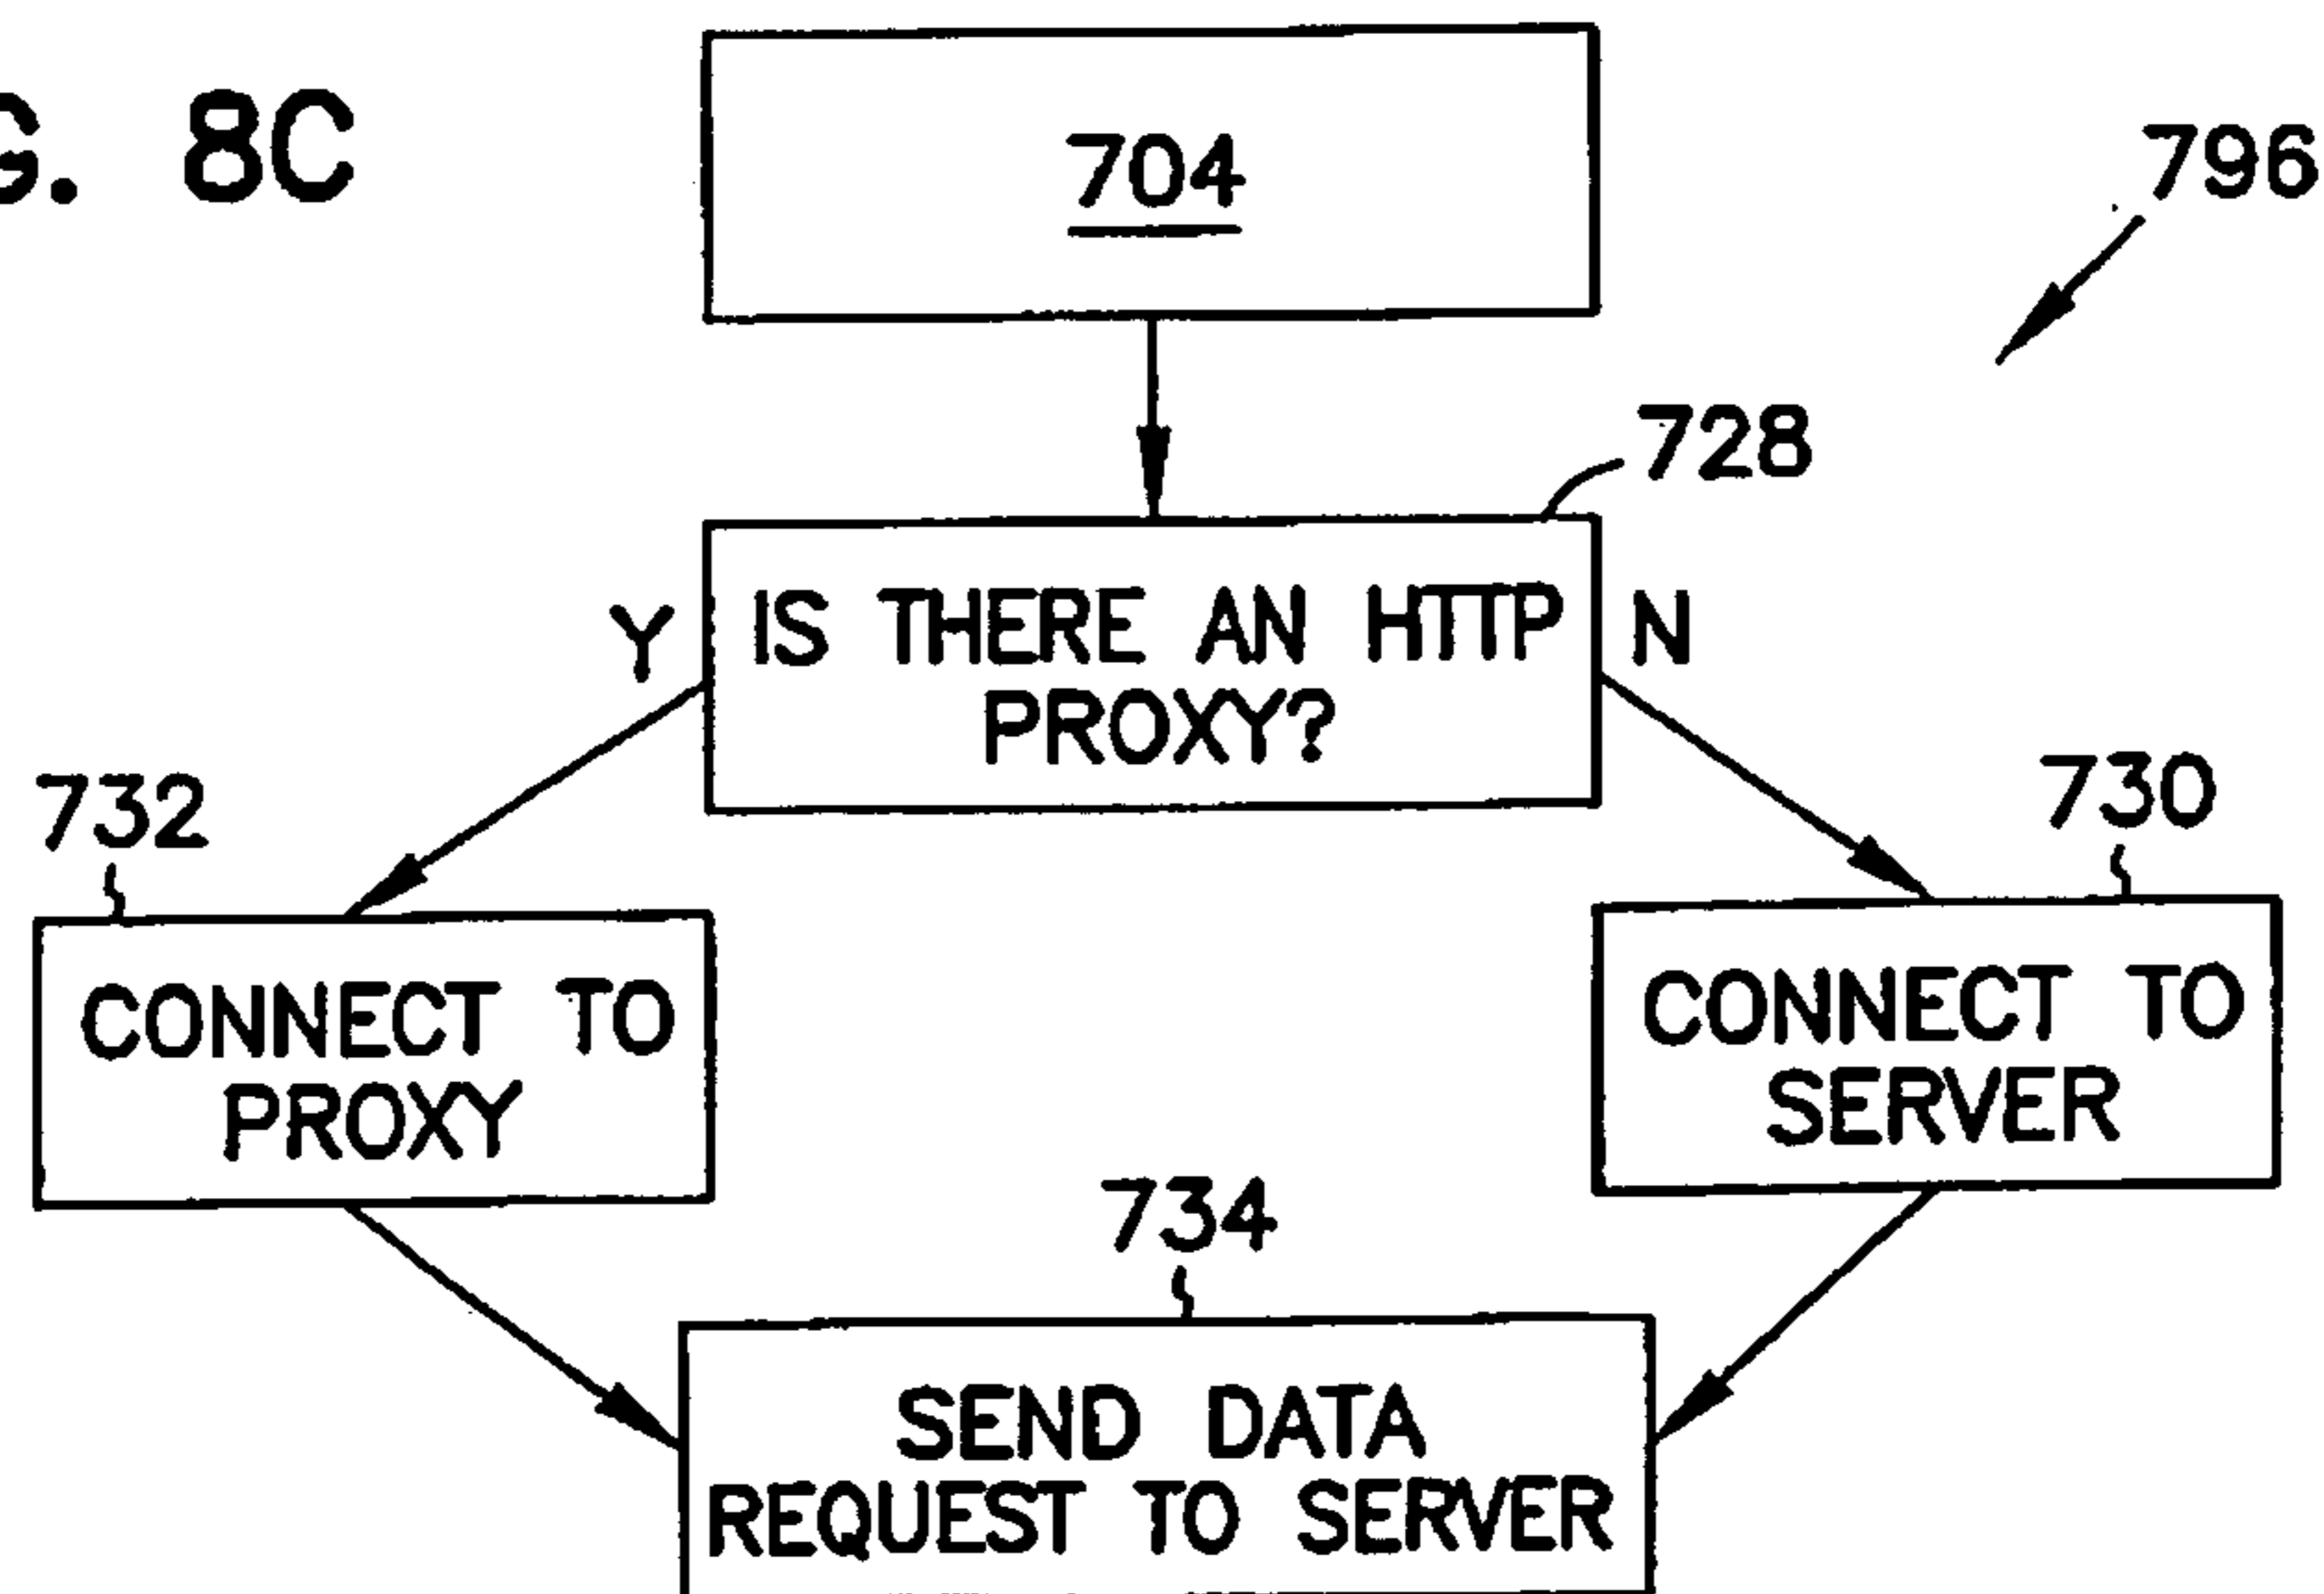 G. 8C
704
796
728
Y
IS THERE AN HTTP
PROXY?
N
732
730
CONNECT TO
PROXY
CONNECT TO
SERVER
734
SEND DATA
REQUEST TO SERVER